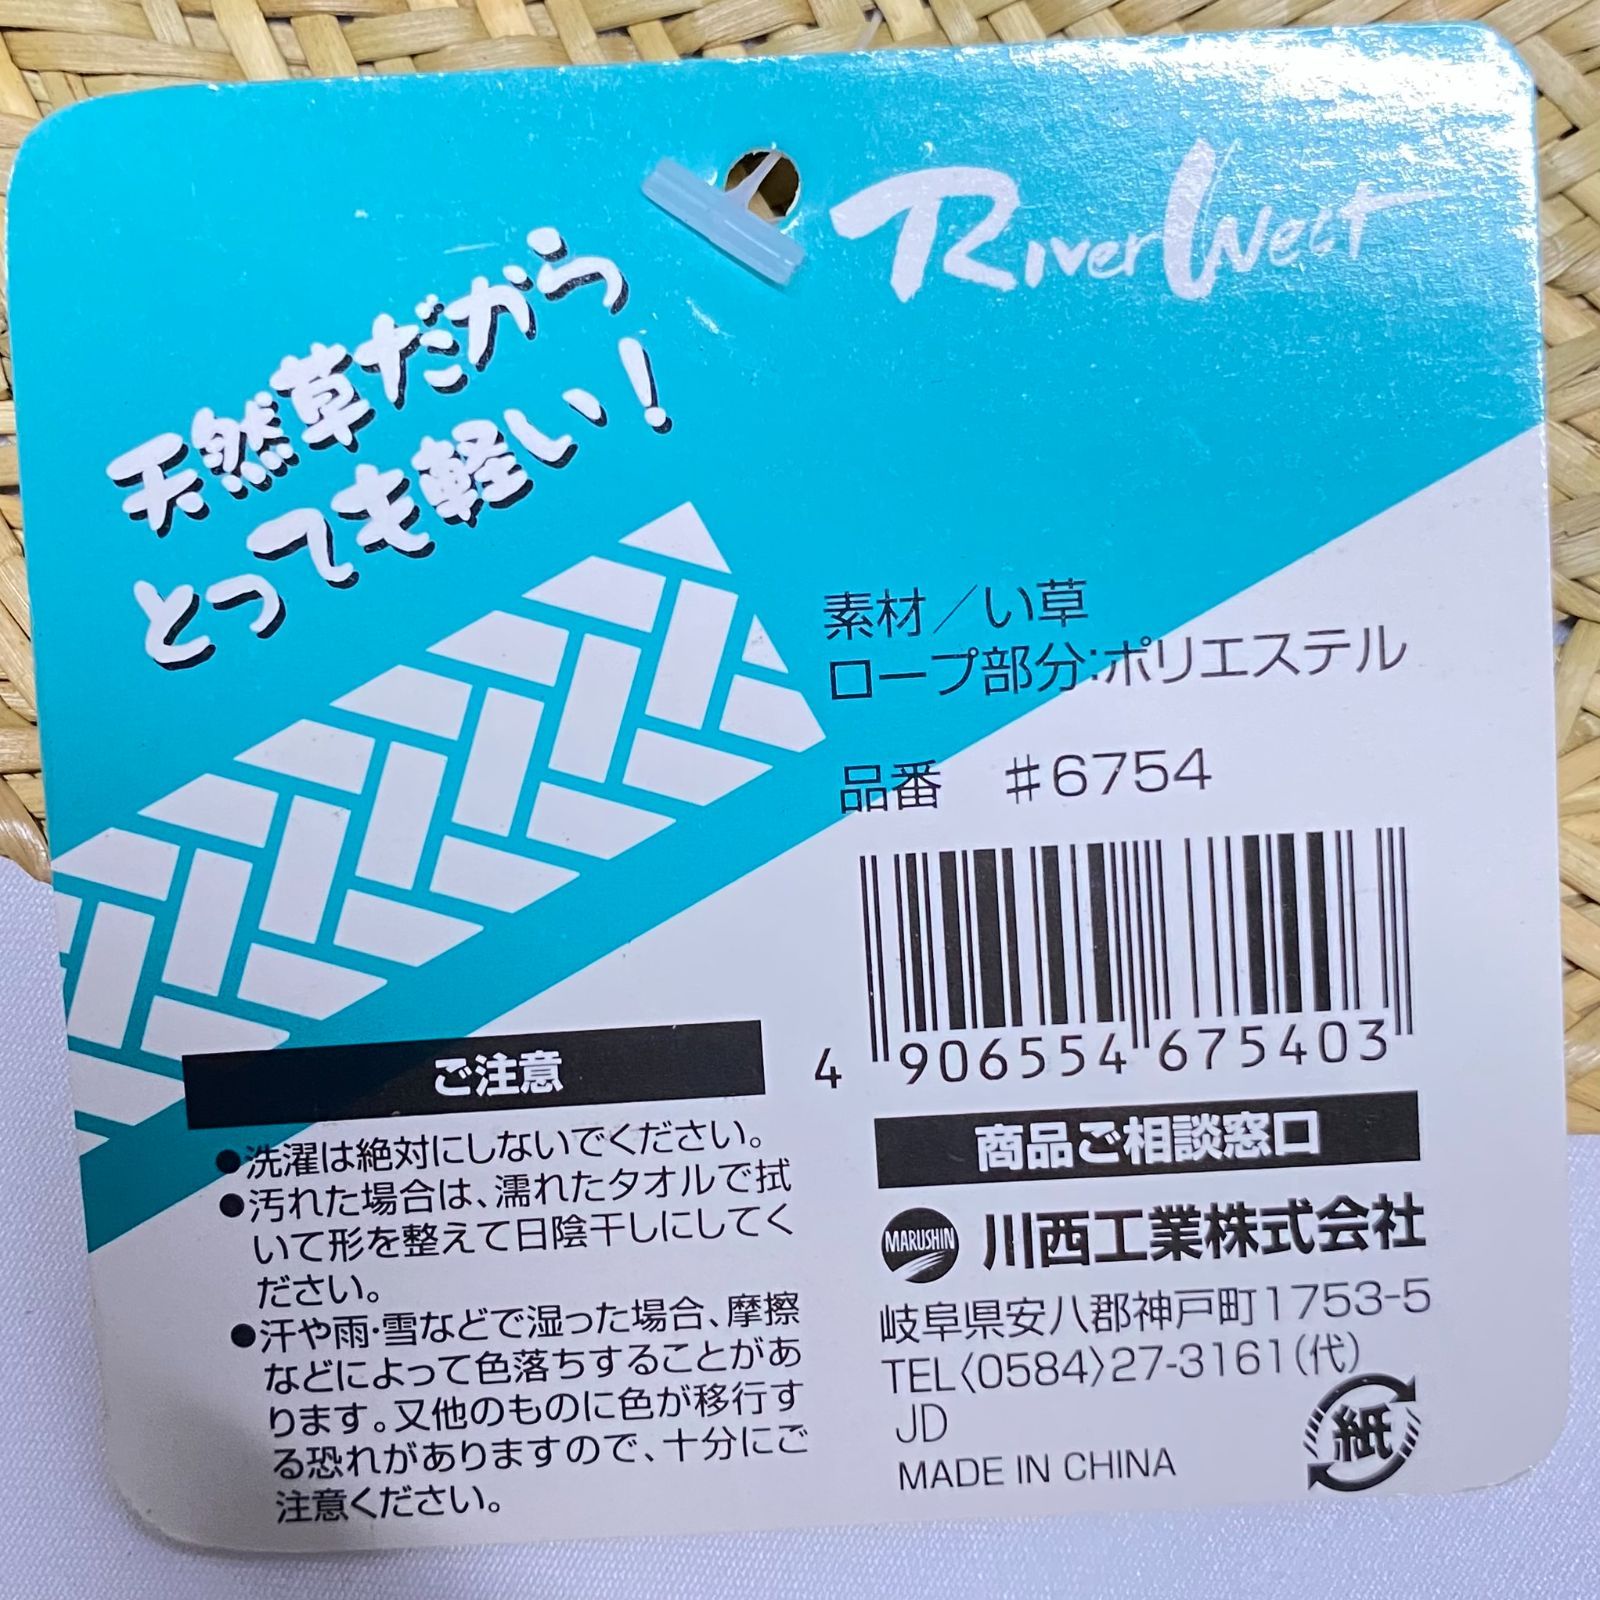 River West
天然草だから
とっても軽い！
素材／い草
ロープ部分:ポリエステル
品番 #6754
4 906554 675403
ご注意
●洗濯は絶対にしないでください。
●汚れた場合は、濡れたタオルで拭
いて形を整えて日陰干しにしてく
ださい。
●汗や雨・雪などで湿った場合、摩擦
などによって色落ちすることがあ
ります。又他のものに色が移行す
る恐れがありますので、十分にご
注意ください。
商品ご相談窓口
MARUSHIN 川西工業株式会社
岐阜県安八郡神戸町1753-5
TEL〈0584〉27-3161(代)
JD
MADE IN CHINA
紙